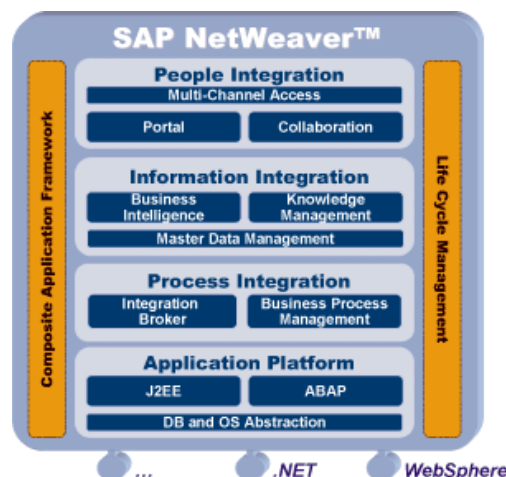 SAP NetWeaver™
Composite Application Framework
People Integration
Multi-Channel Access
Portal
Collaboration
Information Integration
Business
Intelligence
Knowledge
Management
Master Data Management
Process Integration
Integration
Broker
Business Process
Management
Application Platform
J2EE
ABAP
DB and OS Abstraction
Life Cycle Management
...
.NET
WebSphere